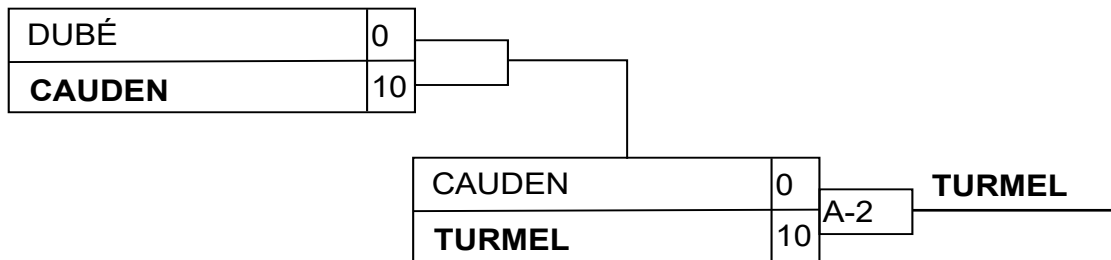 DUBÉ 0
CAUDEN 10
CAUDEN 0
TURMEL 10
A-2
TURMEL